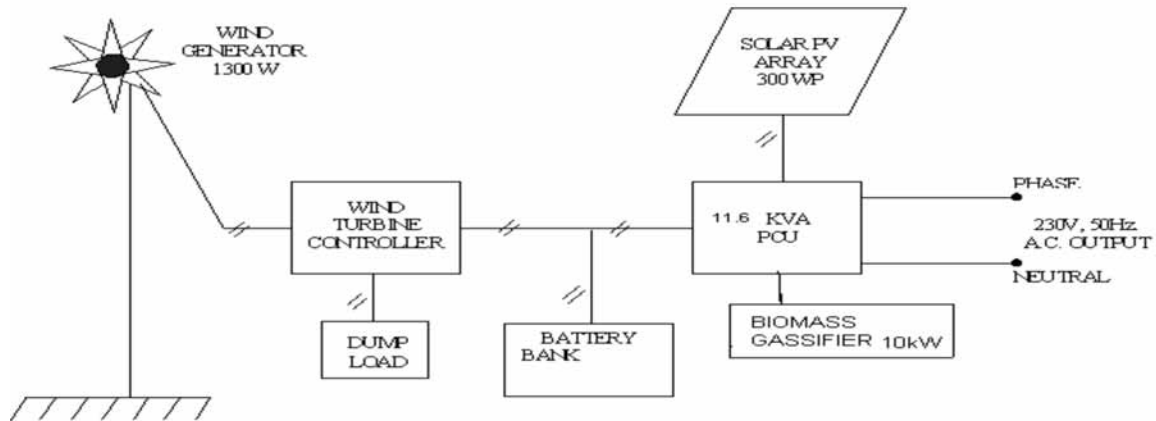 WIND
GENERATOR
1300 W
SOLAR PV
ARRAY
300 WP
WIND
TURBINE
CONTROLLER
11.6 KVA
PCU
PHASE.
230V, 50Hz.
A.C. OUTPUT
NEUTRAL
DUMP
LOAD
BATTERY
BANK
BIOMASS
GASSIFIER 10kW